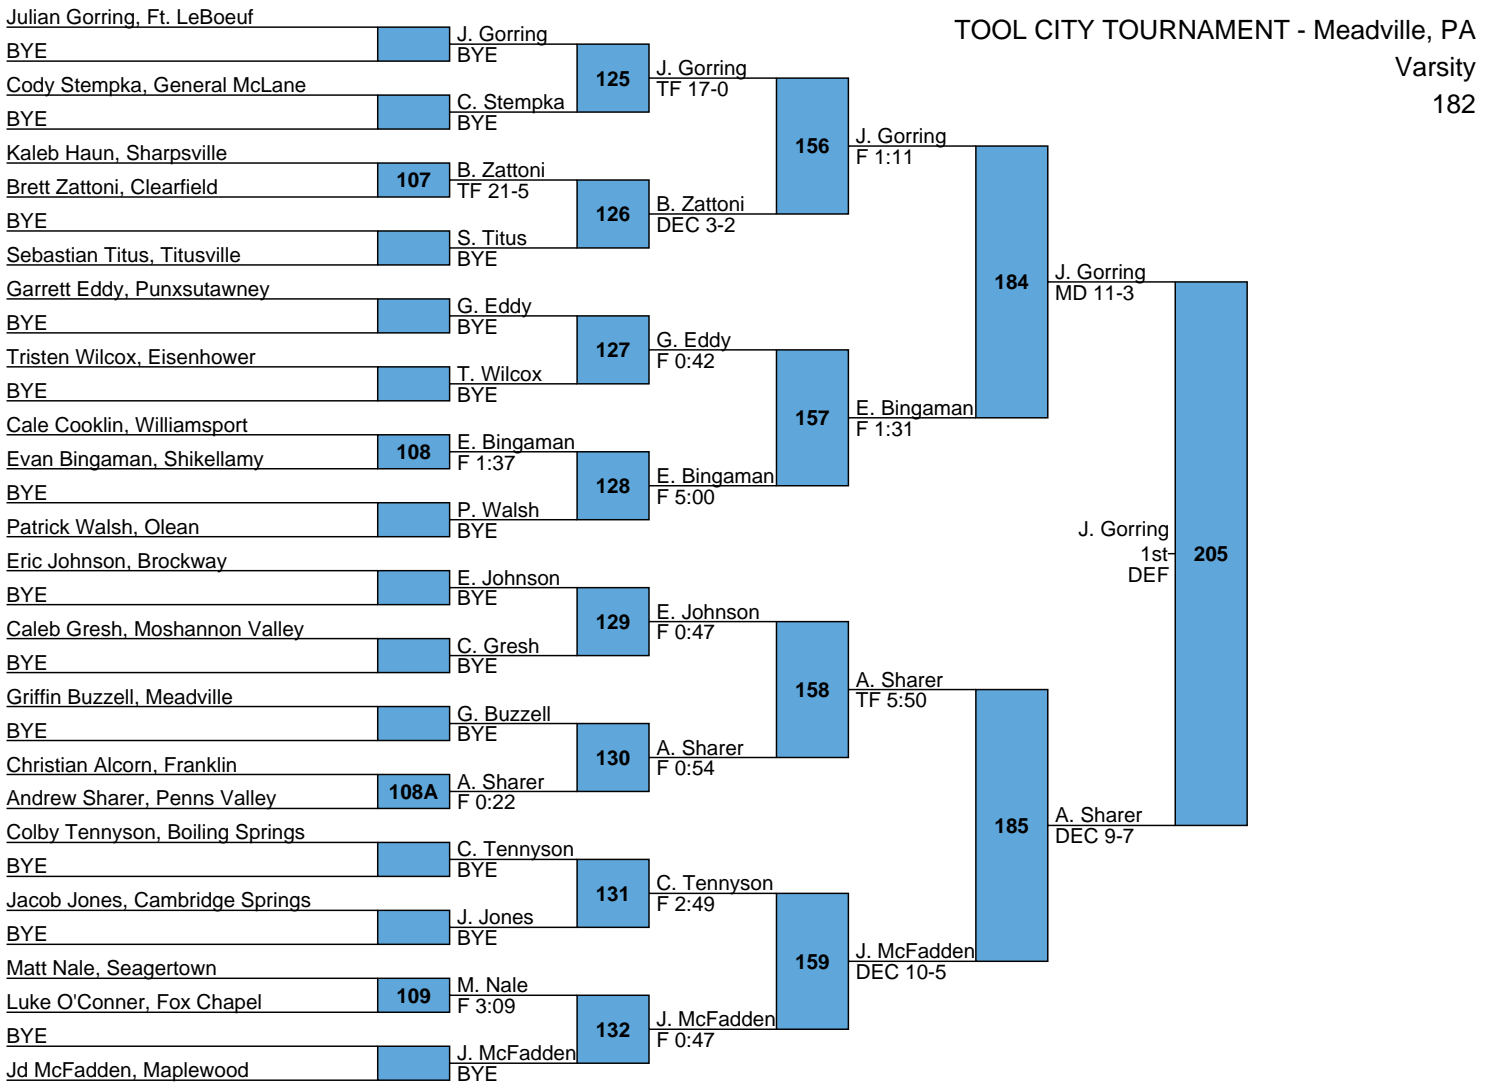 TOOL CITY TOURNAMENT - Meadville, PA
Varsity
182
Julian Gorring, Ft. LeBoeuf
BYE
Cody Stempka, General McLane
BYE
Kaleb Haun, Sharpsville
Brett Zattoni, Clearfield
BYE
Sebastian Titus, Titusville
Garrett Eddy, Punxsutawney
BYE
Tristen Wilcox, Eisenhower
BYE
Cale Cooklin, Williamsport
Evan Bingaman, Shikellamy
BYE
Patrick Walsh, Olean
Eric Johnson, Brockway
BYE
Caleb Gresh, Moshannon Valley
BYE
Griffin Buzzell, Meadville
BYE
Christian Alcorn, Franklin
Andrew Sharer, Penns Valley
Colby Tennyson, Boiling Springs
BYE
Jacob Jones, Cambridge Springs
BYE
Matt Nale, Seagertown
Luke O'Conner, Fox Chapel
BYE
Jd McFadden, Maplewood
107
108
108A
109
J. Gorring
BYE
C. Stempka
BYE
B. Zattoni
TF 21-5
S. Titus
BYE
G. Eddy
BYE
T. Wilcox
BYE
E. Bingaman
F 1:37
P. Walsh
BYE
E. Johnson
BYE
C. Gresh
BYE
G. Buzzell
BYE
A. Sharer
F 0:22
C. Tennyson
BYE
J. Jones
BYE
M. Nale
F 3:09
J. McFadden
BYE
125
126
127
128
129
130
131
132
J. Gorring
TF 17-0
B. Zattoni
DEC 3-2
G. Eddy
F 0:42
E. Bingaman
F 5:00
E. Johnson
F 0:47
A. Sharer
F 0:54
C. Tennyson
F 2:49
J. McFadden
F 0:47
156
157
158
159
J. Gorring
F 1:11
E. Bingaman
F 1:31
A. Sharer
TF 5:50
J. McFadden
DEC 10-5
184
185
J. Gorring
MD 11-3
A. Sharer
DEC 9-7
205
J. Gorring
1st
DEF